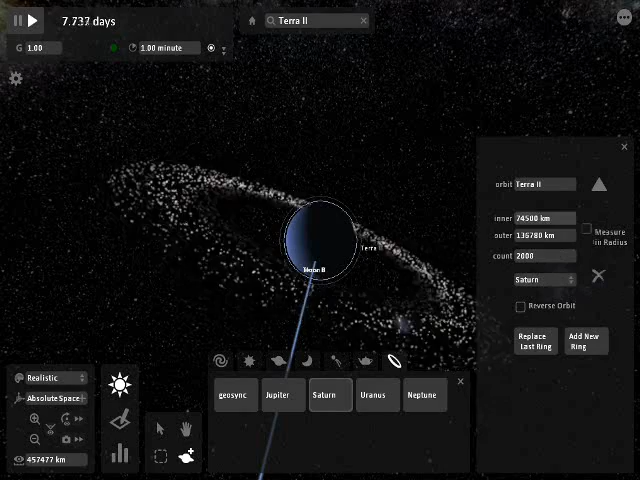 7.737 days
Terra II
G 1.00
1.00 minute
orbit Terra II
inner 74500 km
outer 136780 km
Measure
in Radius
count 2000
Saturn
Reverse Orbit
Replace
Last Ring
Add New
Ring
Terra
Moon B
Realistic
Absolute Space
457477 km
geosync
Jupiter
Saturn
Uranus
Neptune